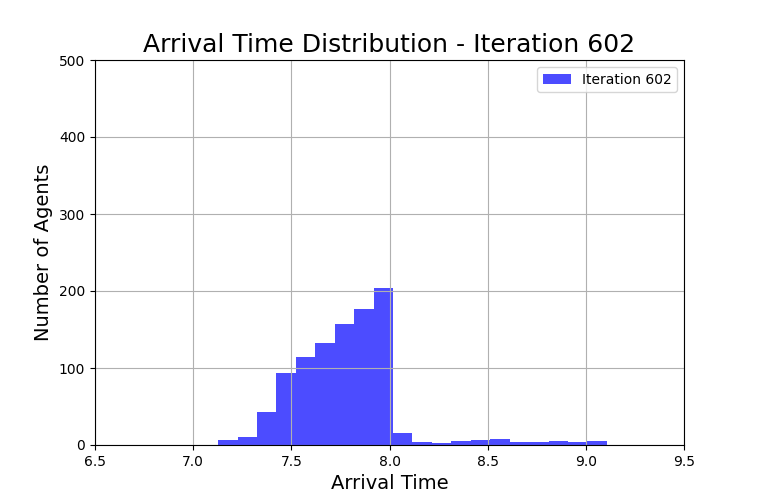 Arrival Time Distribution - Iteration 602
Iteration 602
500
400
300
200
100
0
Number of Agents
6.5 7.0 7.5 8.0 8.5 9.0 9.5
Arrival Time